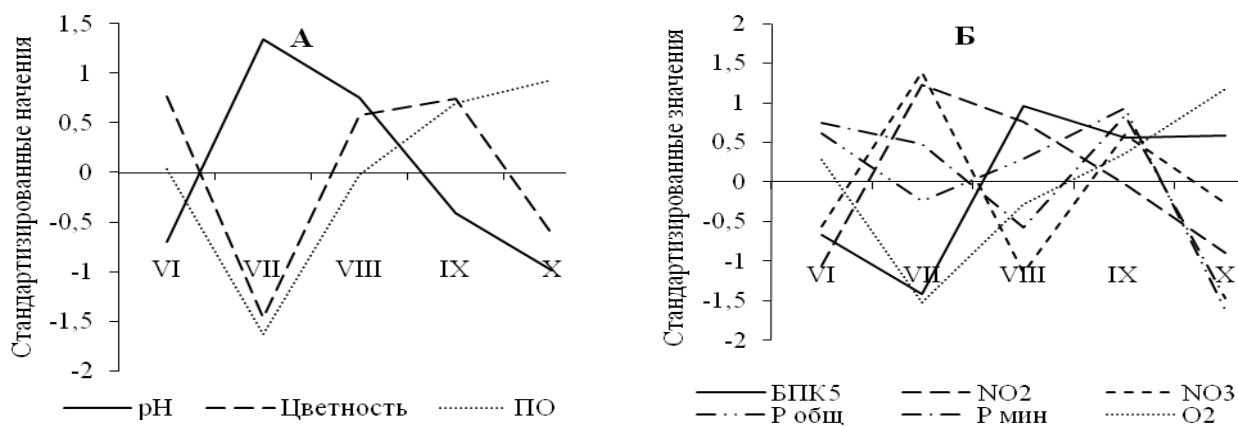 А
Стандартизированные начения
1,5
1
0,5
0
-0,5
-1
-1,5
-2
VI VII VIII IX X
pH Цветность ПО
Б
Стандартизированные значения
2
1,5
1
0,5
0
-0,5
-1
-1,5
-2
VI VII VIII IX X
БПК5 NO2 NO3
Р общ Р мин O2